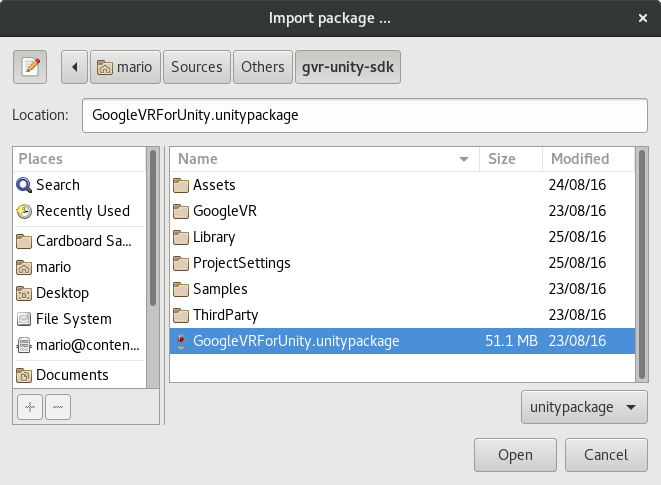 Import package ...
mario Sources Others gvr-unity-sdk
Location: GoogleVRForUnity.unitypackage
Places
Search
Recently Used
Cardboard Sa...
mario
Desktop
File System
mario@conten...
Documents
Name Size Modified
Assets 24/08/16
GoogleVR 23/08/16
Library 25/08/16
ProjectSettings 25/08/16
Samples 23/08/16
ThirdParty 23/08/16
GoogleVRForUnity.unitypackage 51.1 MB 23/08/16
unitypackage
Open Cancel